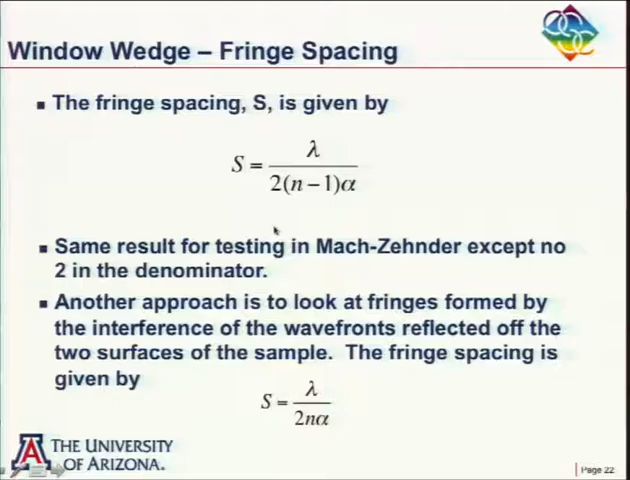 Window Wedge – Fringe Spacing
The fringe spacing, S, is given by
S = λ / 2(n − 1)α
Same result for testing in Mach-Zehnder except no
2 in the denominator.
Another approach is to look at fringes formed by
the interference of the wavefronts reflected off the
two surfaces of the sample. The fringe spacing is
given by
S = λ / 2nα
A THE UNIVERSITY
OF ARIZONA.
Page 22